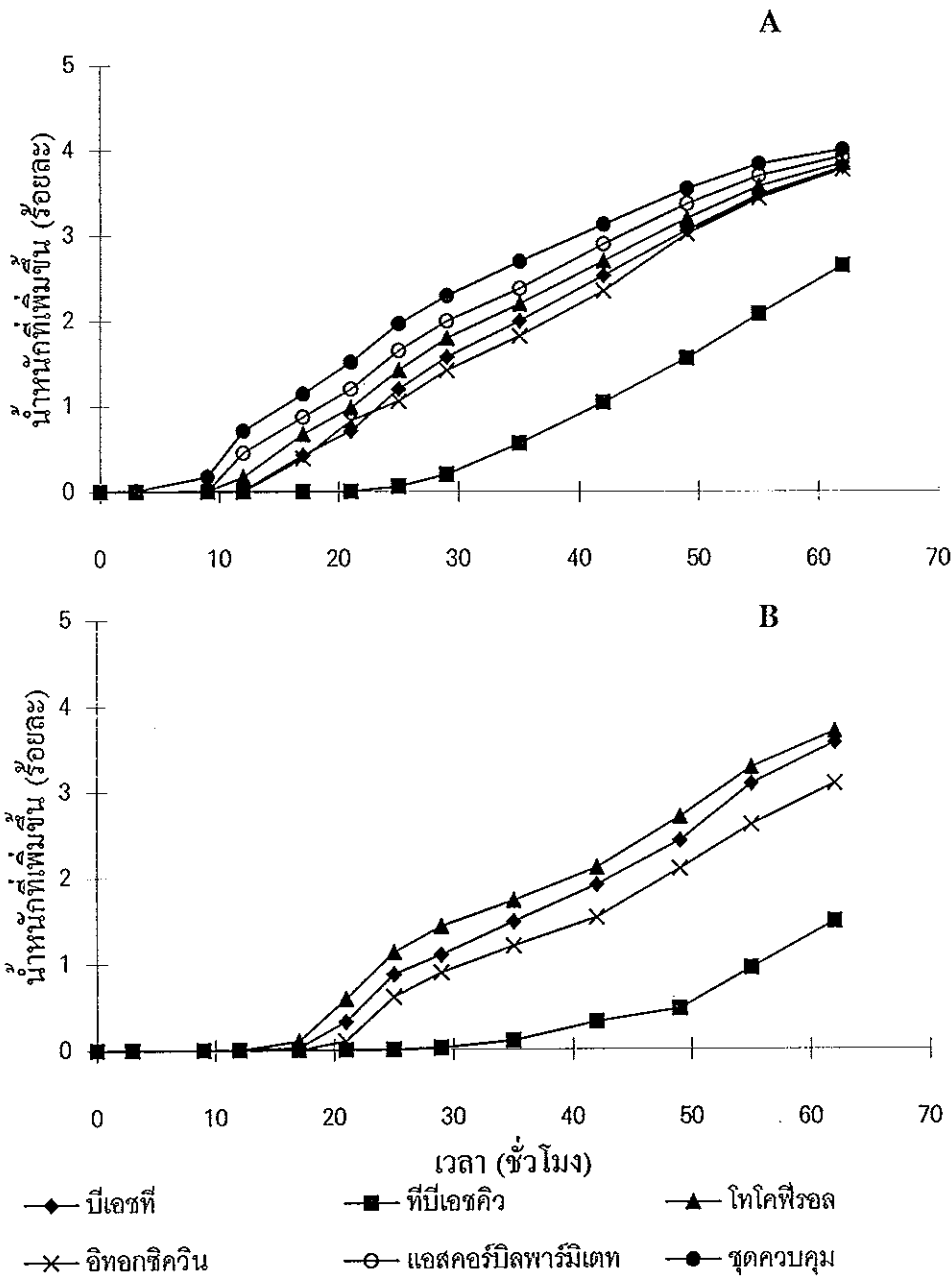 A
น้ำหนักที่เพิ่มขึ้น (ร้อยละ)
5
4
3
2
1
0
0 10 20 30 40 50 60 70
B
น้ำหนักที่เพิ่มขึ้น (ร้อยละ)
5
4
3
2
1
0
0 10 20 30 40 50 60 70
เวลา (ชั่วโมง)
บีเอชที ทีบีเอชคิว โทโคฟีรอล
อิทอกซิควิน แอสคอร์บิลพาร์มิเตท ชุดควบคุม